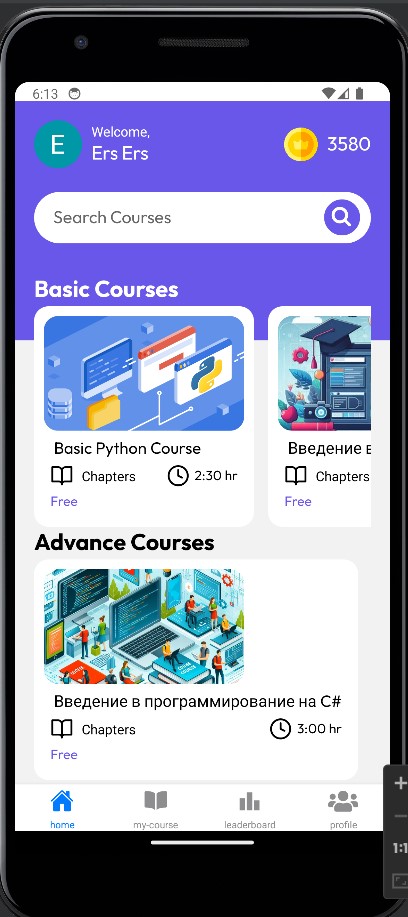 6:13
Welcome,
E
Ers Ers
3580
Search Courses
Basic Courses
Basic Python Course
Введение в
Chapters
2:30 hr
Chapters
Free
Free
Advance Courses
Введение в программирование на C#
Chapters
3:00 hr
Free
home
my-course
leaderboard
profile
1:1